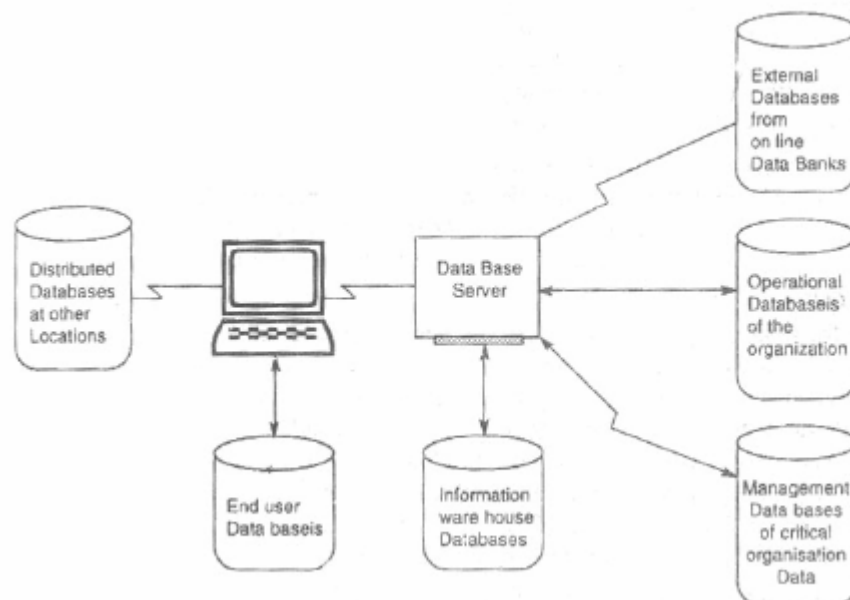 External
Databases
from
on line
Data Banks
Distributed
Databases
at other
Locations
Data Base
Server
Operational
Databaseis
of the
organization
End user
Data baseis
Information
ware house
Databases
Management
Data bases
of critical
organisation
Data